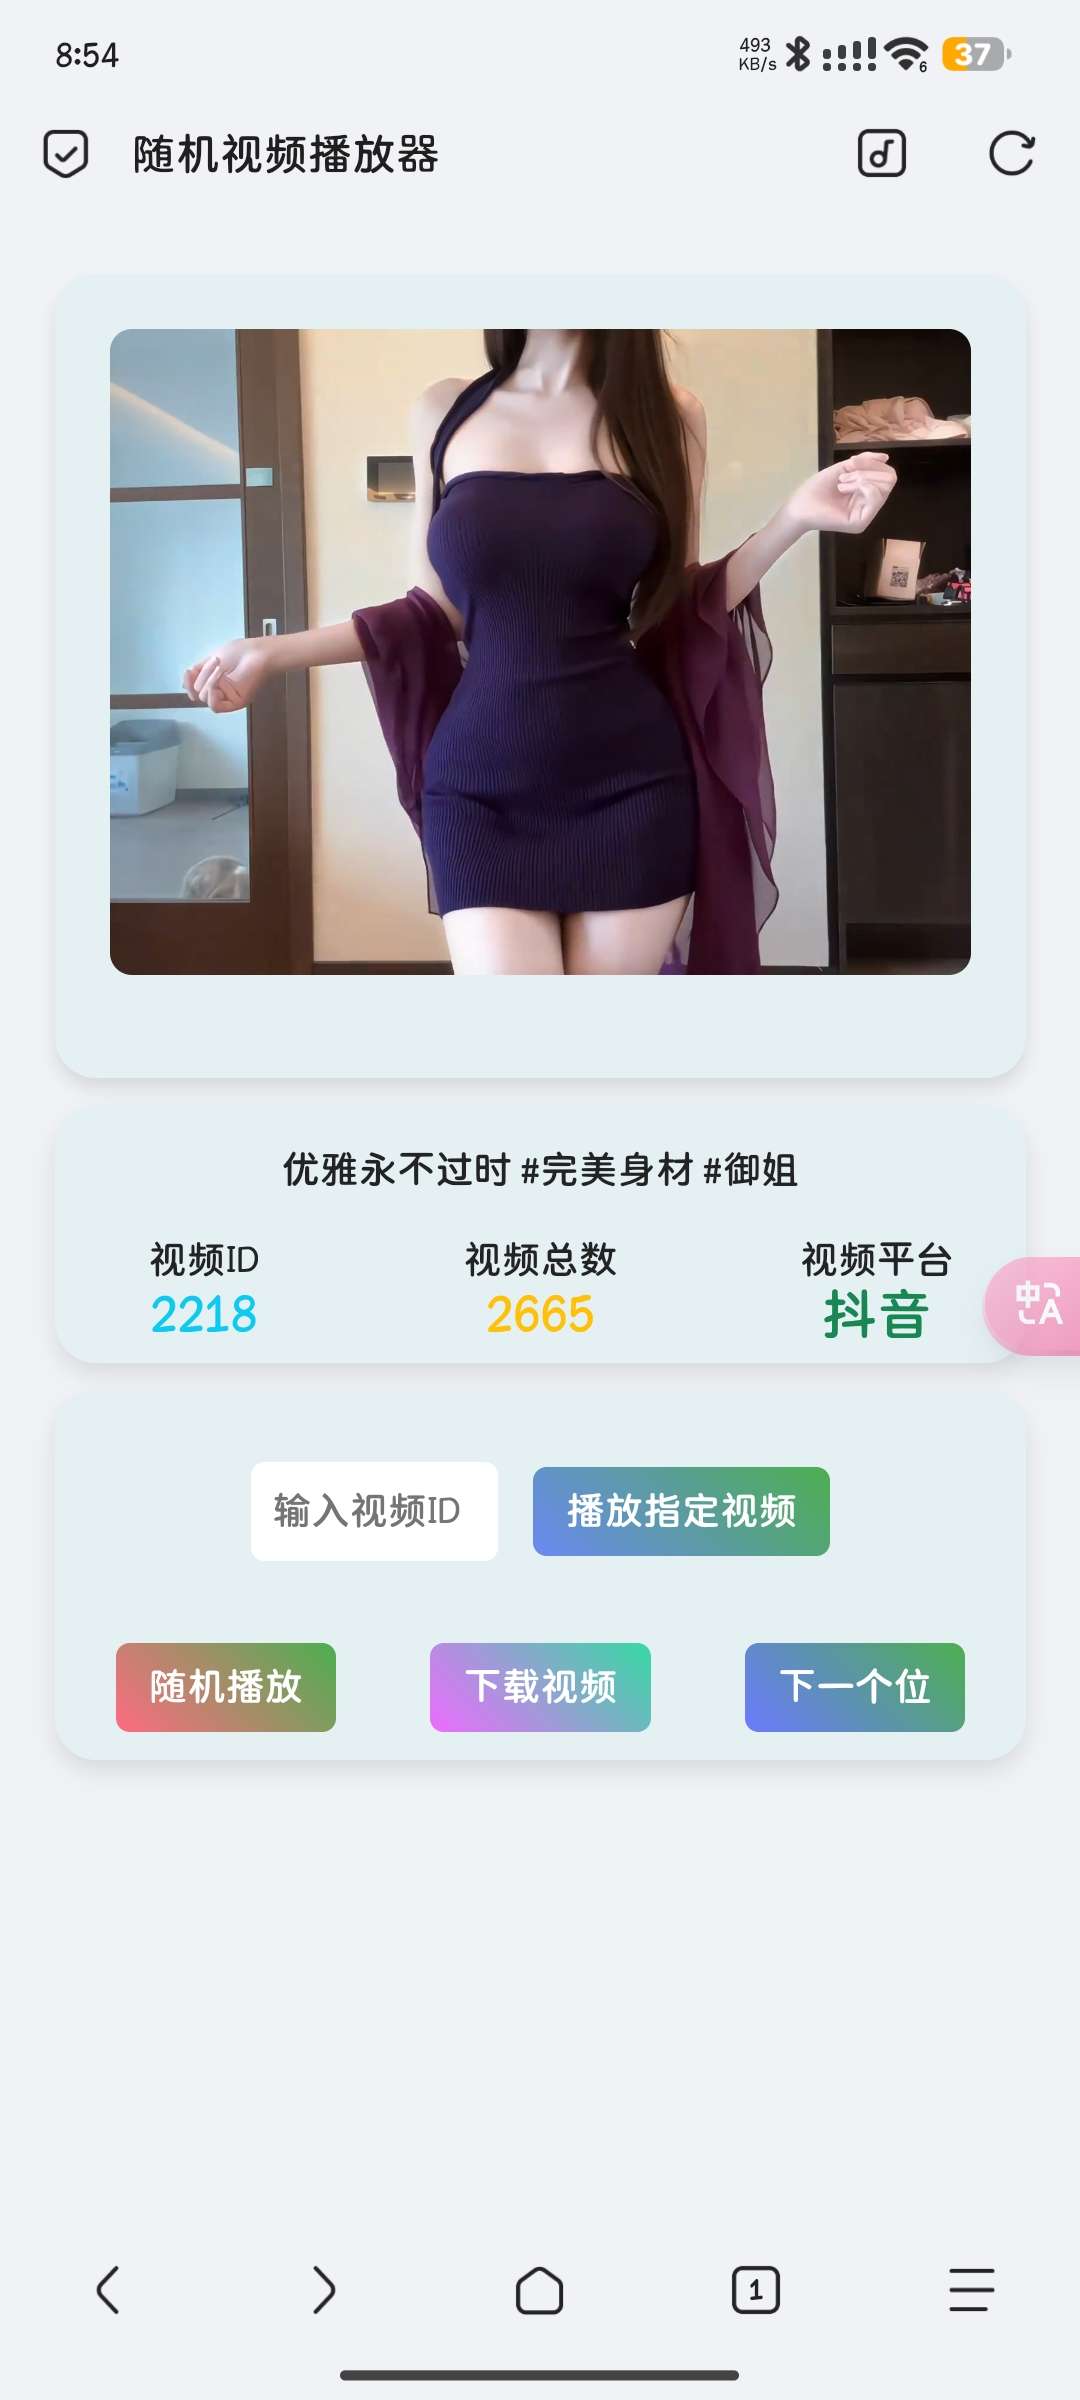 8:54
493
KB/s
6
37
随机视频播放器
优雅永不过时 #完美身材 #御姐
视频ID 视频总数 视频平台
2218 2665 抖音
中A
输入视频ID 播放指定视频
随机播放 下载视频 下一个位
1